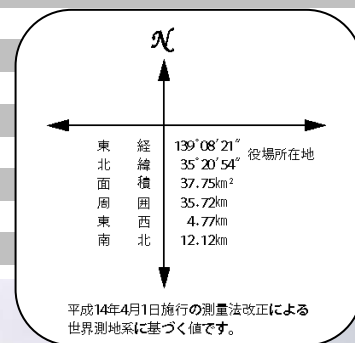 N
東 経 139°08′21″ 役場所在地
北 緯 35°20′54″
面 積 37.75km²
周 囲 35.72km
東 西 4.77km
南 北 12.12km
平成14年4月1日施行の測量法改正による
世界測地系に基づく値です。